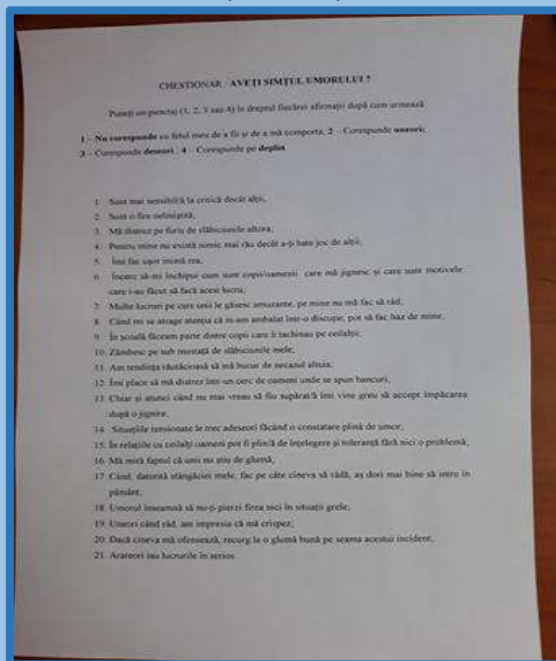 CHESTIONAR : AVEȚI SIMȚUL UMORULUI ?
Puneți un punctaj (1, 2, 3 sau 4) în dreptul fiecărei afirmații după cum urmează
1 – Nu corespunde cu felul meu de a fi și de a mă comporta; 2 – Corespunde uneori;
3 – Corespunde deseori ; 4 – Corespunde pe deplin
1. Sunt mai sensibil/ă la critică decât alții,
2. Sunt o fire neliniștită;
3. Mă distrez pe furiș de slăbiciunile altora;
4. Pentru mine nu există nimic mai rău decât a-ți bate joc de alții;
5. Îmi fac ușor inimă rea,
6. Încerc să-mi închipui cum sunt copiii/oamenii care mă jignesc și care sunt motivele
care i-au făcut să facă acest lucru;
7. Multe lucruri pe care unii le găsesc amuzante, pe mine nu mă fac să râd,
8. Când mi se atrage atenția că m-am ambalat într-o discuție, pot să fac haz de mine,
9. În școală făceam parte dintre copii care îi tachinau pe ceilalți;
10. Zâmbesc pe sub mustață de slăbiciunile mele;
11. Am tendința răutăcioasă să mă bucur de necazul altuia;
12. Îmi place să mă distrez într-un cerc de oameni unde se spun bancuri;
13. Chiar și atunci când nu mai vreau să fiu supărat/ă îmi vine greu să accept împăcarea
după o jignire;
14. Situațiile tensionate le trec adeseori făcând o constatare plină de umor;
15. În relațiile cu ceilalți oameni pot fi plin/ă de înțelegere și toleranță fără nici o problemă,
16. Mă miră faptul că unii nu știu de glumă,
17. Când, datorită stângăciei mele, fac pe câte cineva să râdă, aș dori mai bine să intru în
pământ;
18. Umorul înseamnă să nu-ți pierzi firea nici în situații grele;
19. Uneori când râd, am impresia că mă crispez;
20. Dacă cineva mă ofensează, recurg la o glumă bună pe seama acestui incident,
21. Arareori iau lucrurile în serios.